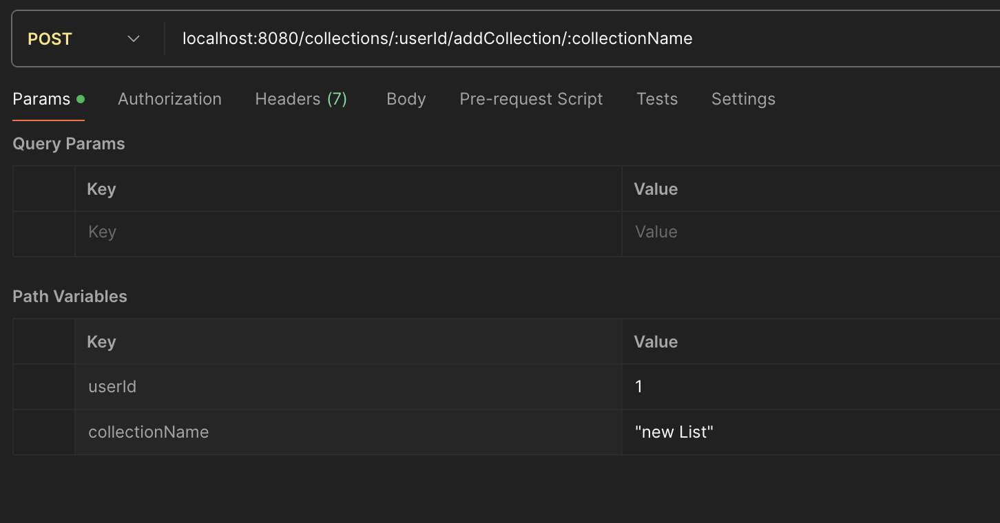 POST localhost:8080/collections/:userId/addCollection/:collectionName
Params Authorization Headers (7) Body Pre-request Script Tests Settings
Query Params
Key Value
Key Value
Path Variables
Key Value
userId 1
collectionName "new List"